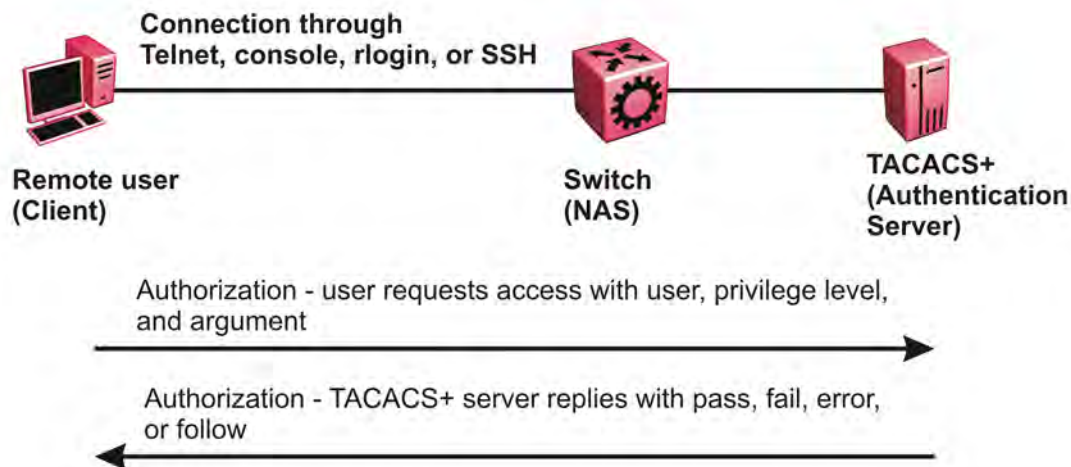 Connection through
Telnet, console, rlogin, or SSH
Remote user
(Client)
Switch
(NAS)
TACACS+
(Authentication
Server)
Authorization - user requests access with user, privilege level,
and argument
Authorization - TACACS+ server replies with pass, fail, error,
or follow